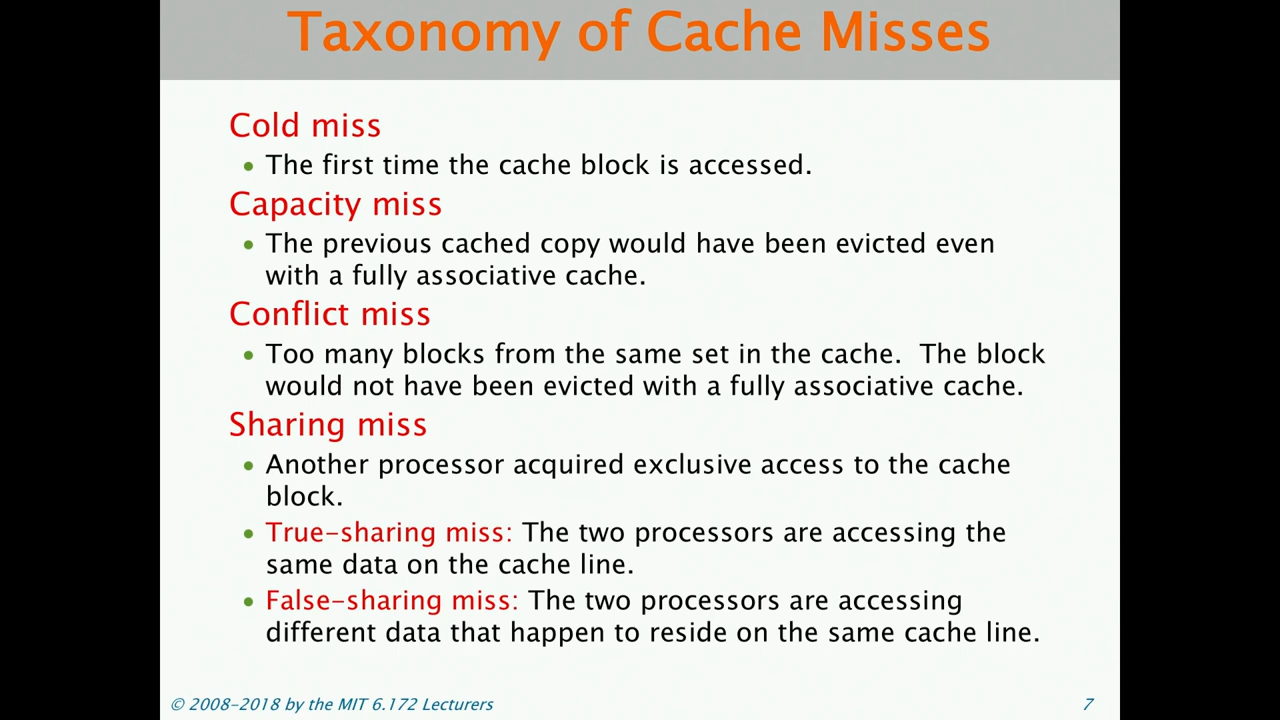 Taxonomy of Cache Misses
Cold miss
• The first time the cache block is accessed.
Capacity miss
• The previous cached copy would have been evicted even
with a fully associative cache.
Conflict miss
• Too many blocks from the same set in the cache.  The block
would not have been evicted with a fully associative cache.
Sharing miss
• Another processor acquired exclusive access to the cache
block.
• True-sharing miss: The two processors are accessing the
same data on the cache line.
• False-sharing miss: The two processors are accessing
different data that happen to reside on the same cache line.
© 2008-2018 by the MIT 6.172 Lecturers
7